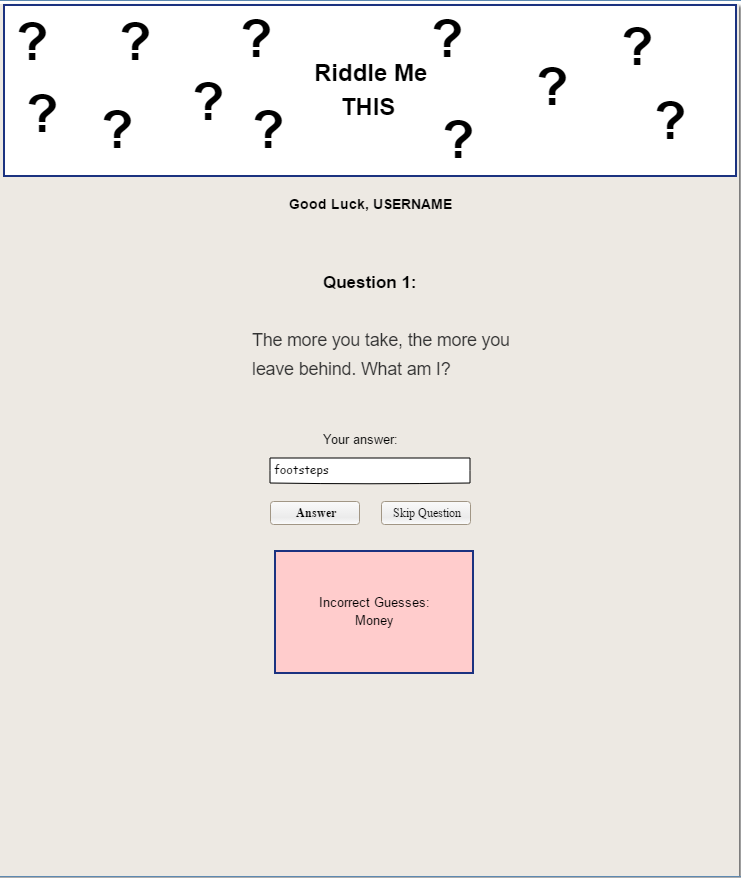 ? ? ? ? ?
Riddle Me
?
? ? ? ?
THIS
? ? ?
Good Luck, USERNAME
Question 1:
The more you take, the more you
leave behind. What am I?
Your answer:
footsteps
Answer Skip Question
Incorrect Guesses:
Money